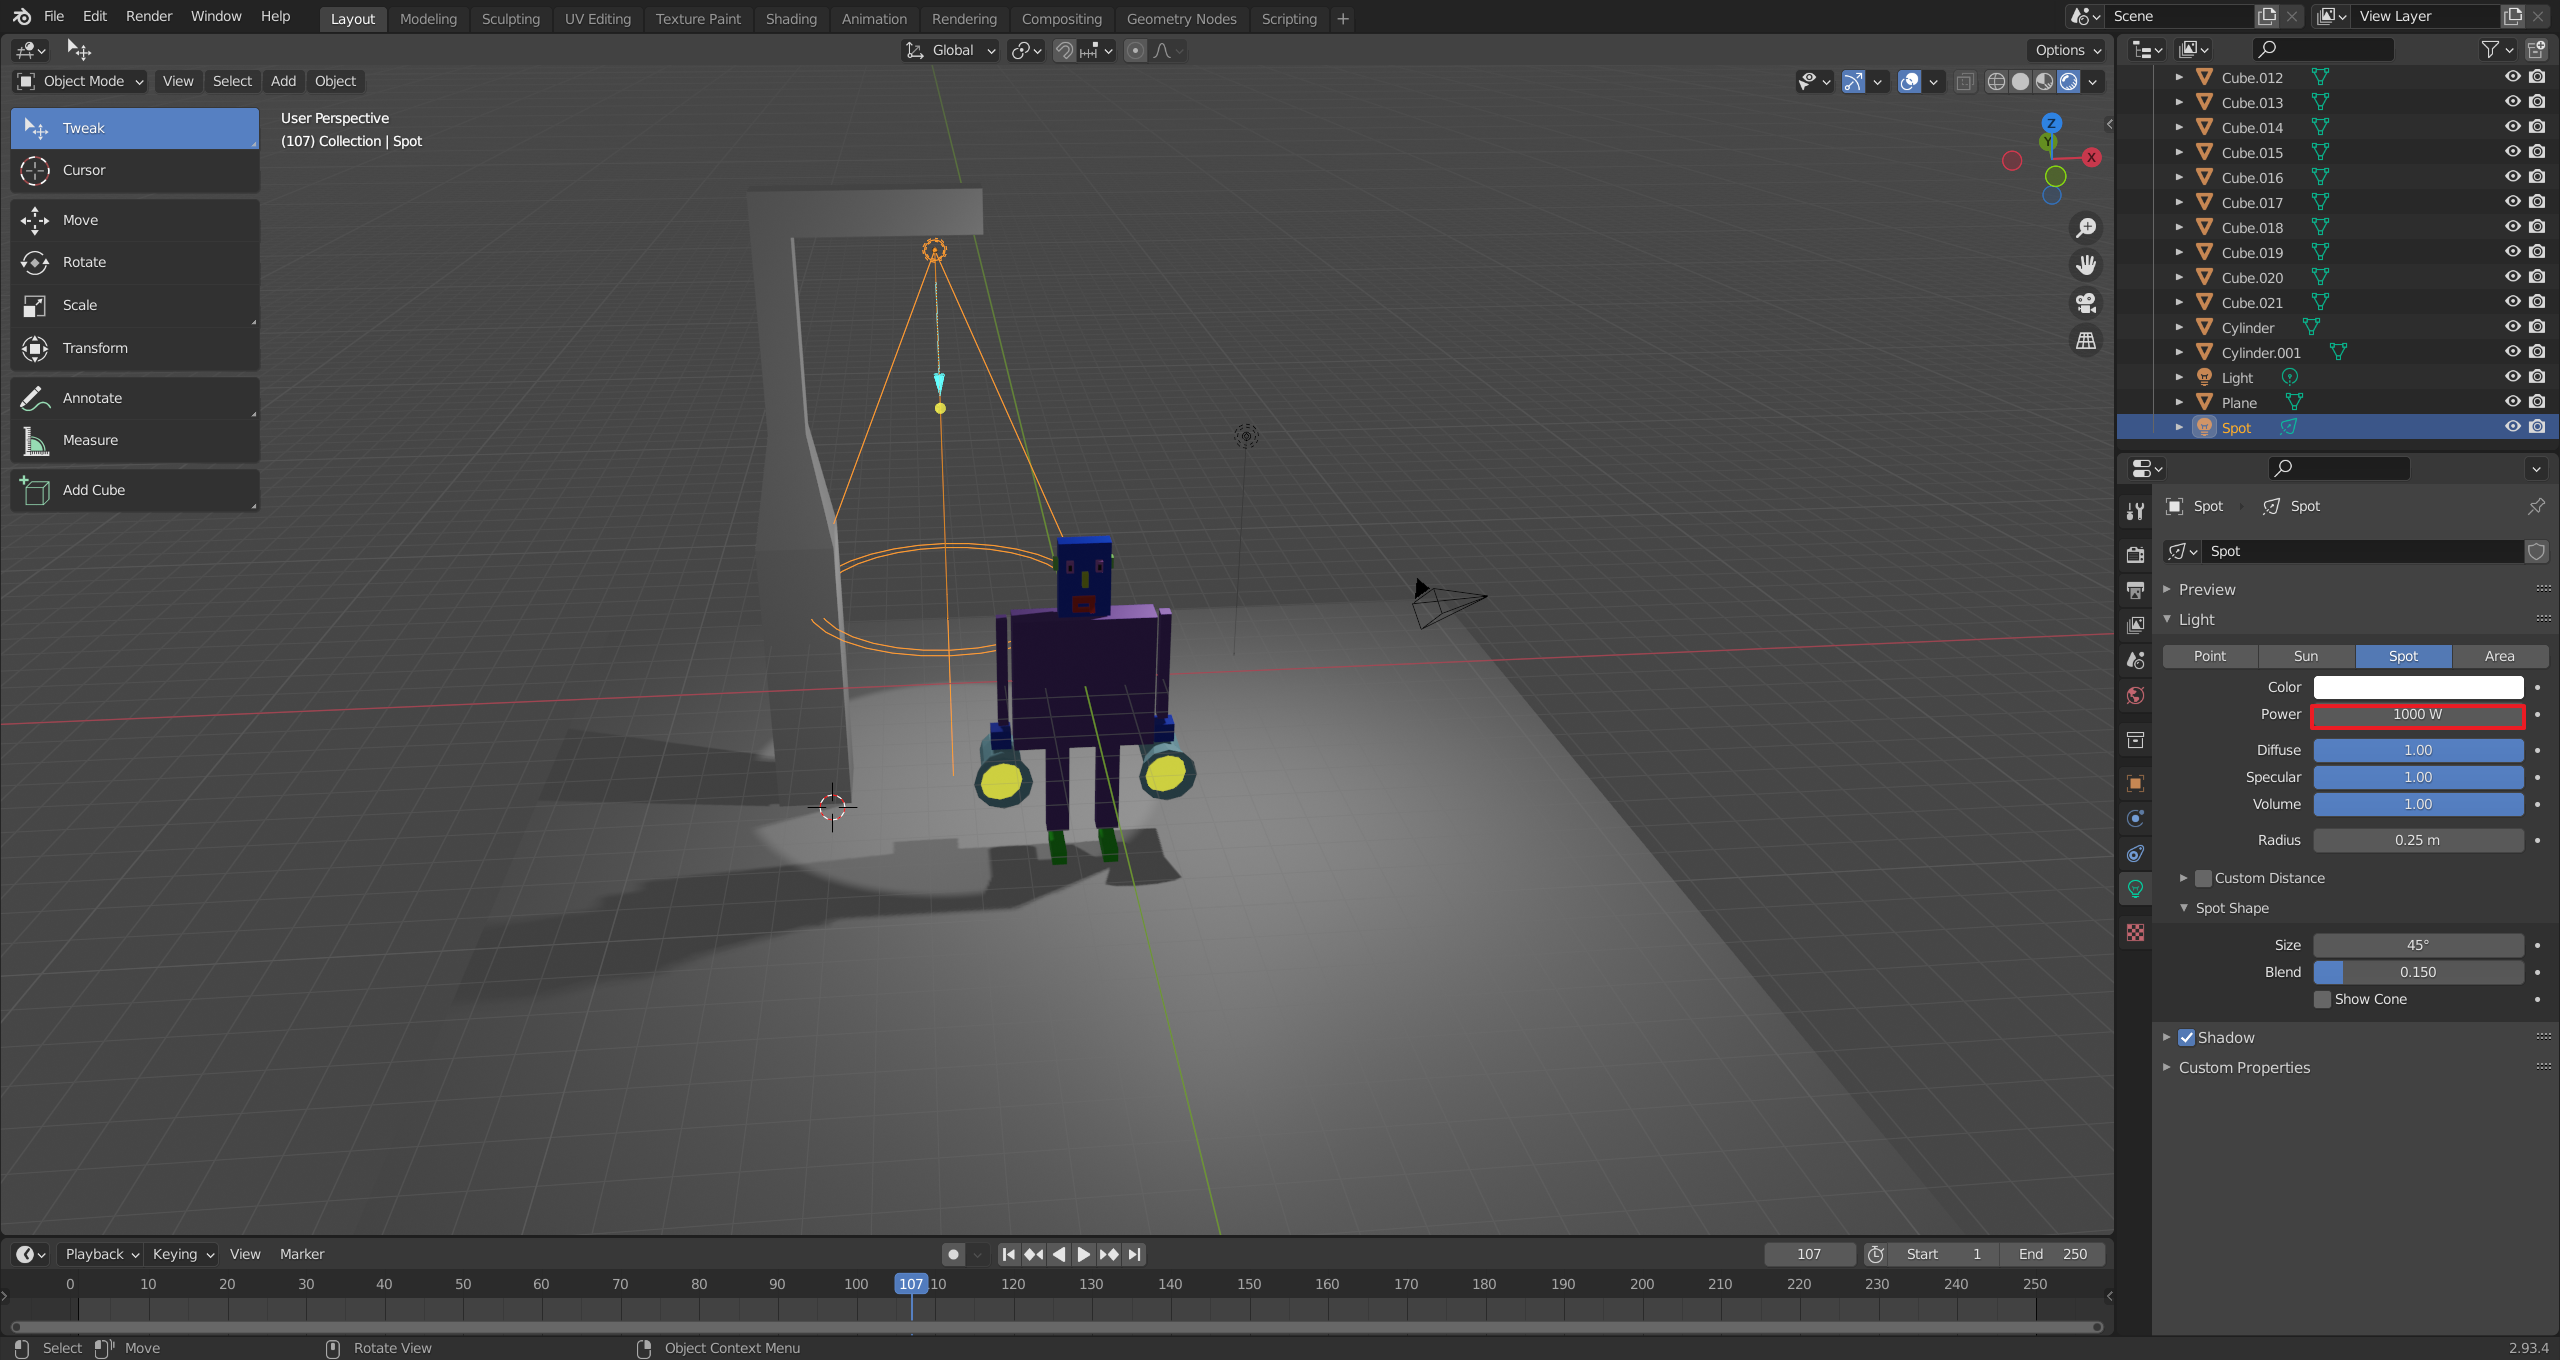 File Edit Render Window Help Layout Modeling Sculpting UV Editing Texture Paint Shading Animation Rendering Compositing Geometry Nodes Scripting + Scene View Layer
Global Options
Object Mode View Select Add Object
Tweak
Cursor
Move
Rotate
Scale
Transform
Annotate
Measure
Add Cube
User Perspective
(107) Collection | Spot
Z
Y
X
Cube.012
Cube.013
Cube.014
Cube.015
Cube.016
Cube.017
Cube.018
Cube.019
Cube.020
Cube.021
Cylinder
Cylinder.001
Light
Plane
Spot
Spot Spot
Spot
Preview
Light
Point Sun Spot Area
Color
Power 1000 W
Diffuse 1.00
Specular 1.00
Volume 1.00
Radius 0.25 m
Custom Distance
Spot Shape
Size 45°
Blend 0.150
Show Cone
Shadow
Custom Properties
Playback Keying View Marker 107 Start 1 End 250
0 10 20 30 40 50 60 70 80 90 100 107 10 120 130 140 150 160 170 180 190 200 210 220 230 240 250
Select Move Rotate View Object Context Menu 2.93.4